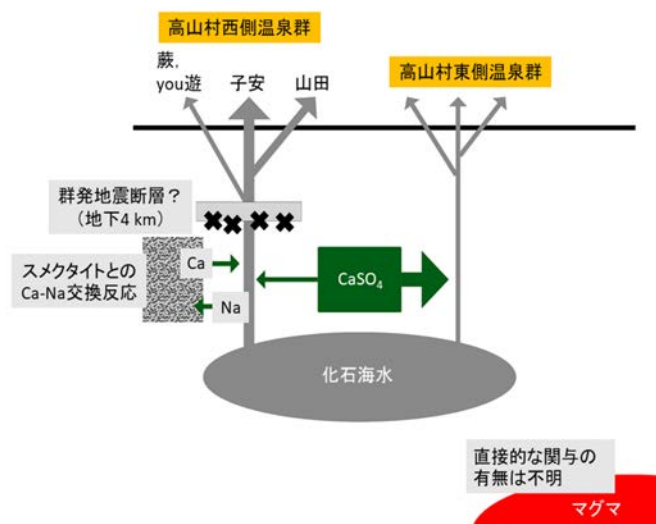 高山村西側温泉群
蕨,
you遊
子安
山田
高山村東側温泉群
群発地震断層？
（地下4 km）
スメクタイトとの
Ca-Na交換反応
Ca
Na
CaSO₄
化石海水
直接的な関与の
有無は不明
マグマ